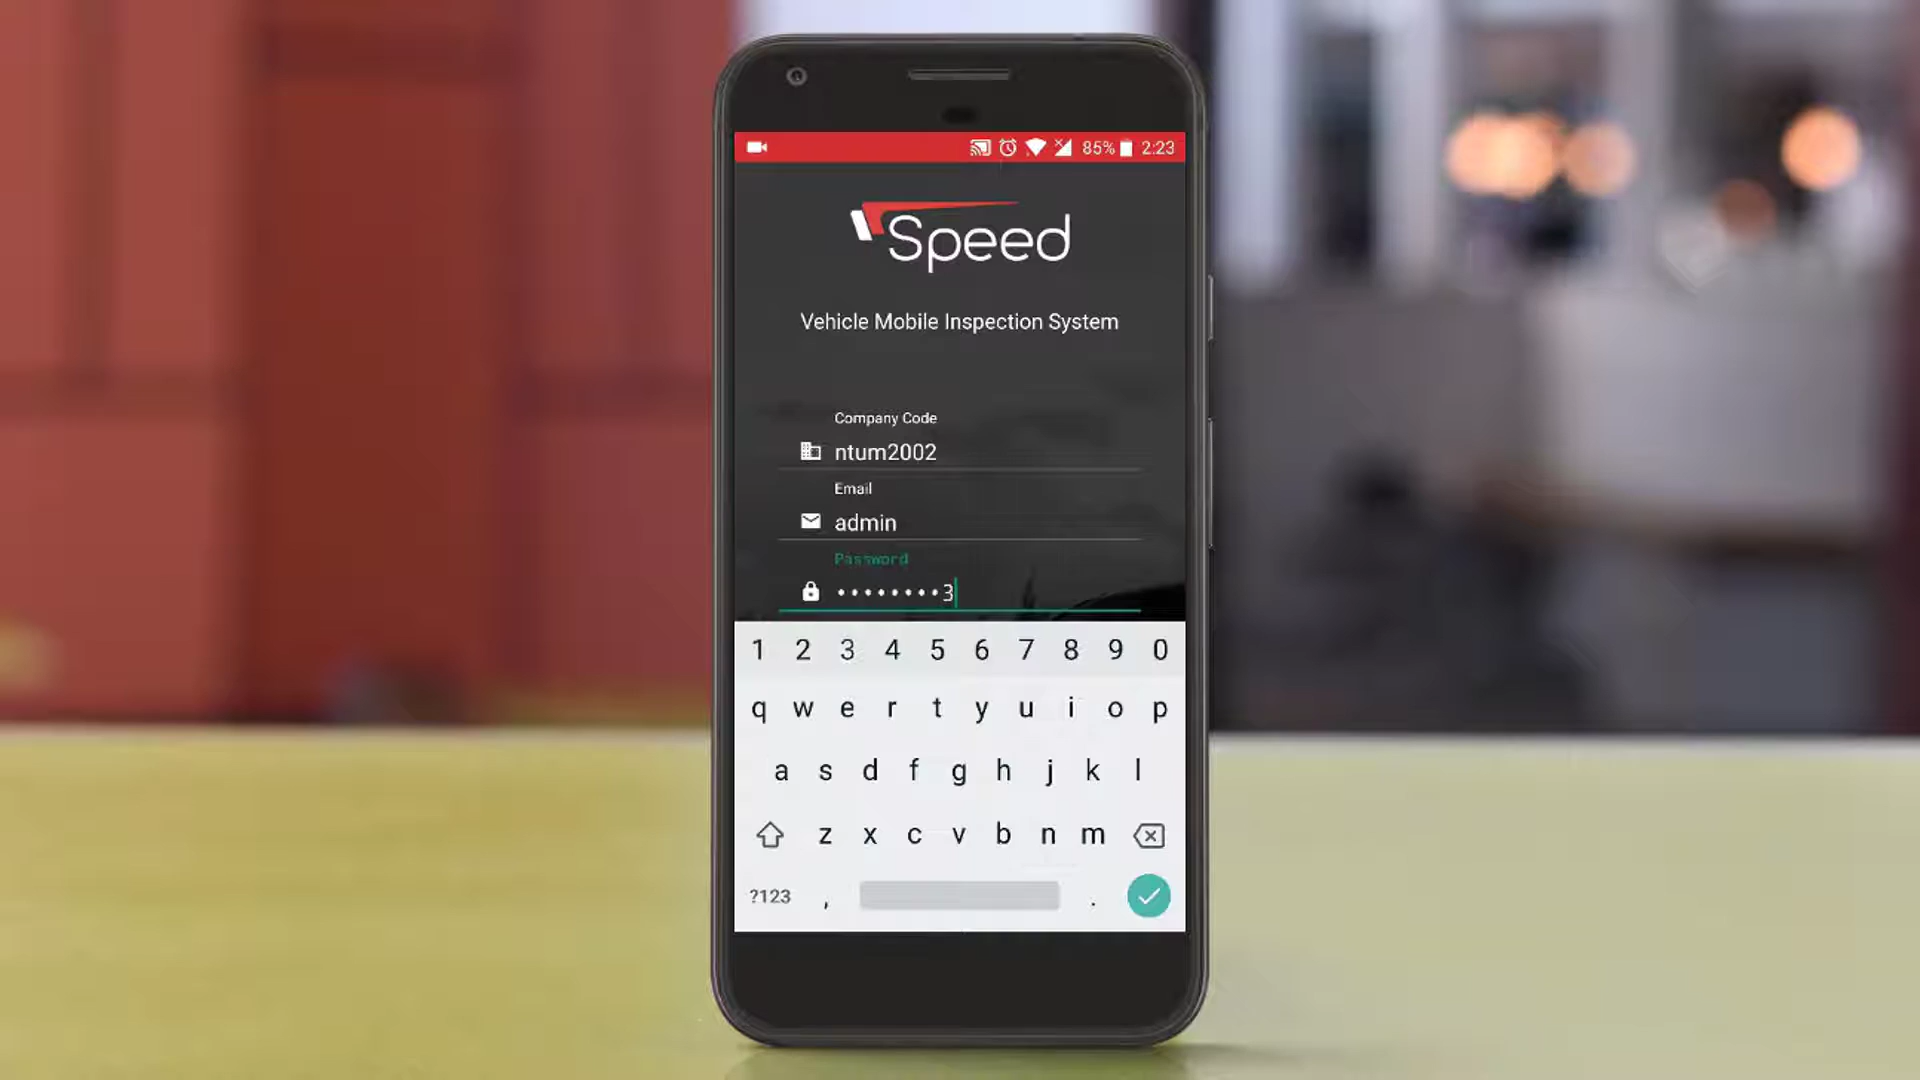 85% 2:23
Speed
Vehicle Mobile Inspection System
Company Code
ntum2002
Email
admin
Password
••••••••3
1 2 3 4 5 6 7 8 9 0
q w e r t y u i o p
a s d f g h j k l
z x c v b n m
?123 , .